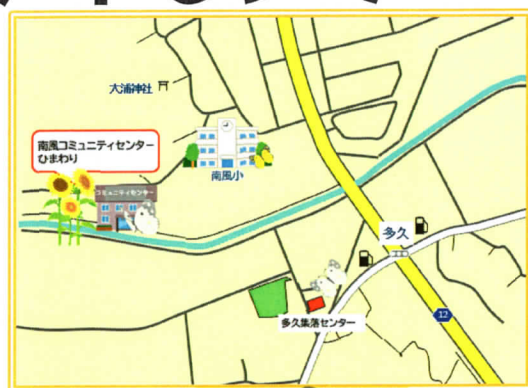 大浦神社
南風コミュニティセンター
ひまわり
コミュニティセンター
南風小
多久
多久集落センター
12